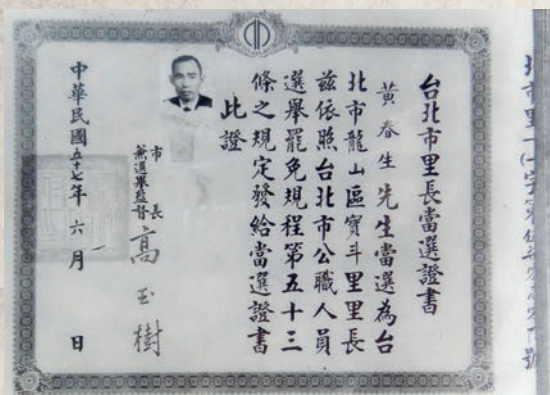 台北市里長當選證書
黃春生先生當選為台
北市龍山區寶斗里里長
茲依照台北市公職人員
選舉罷免規程第五十三
條之規定發給當選證書
此證
市長
兼選舉監督
高玉樹
中華民國五十七年六月 日